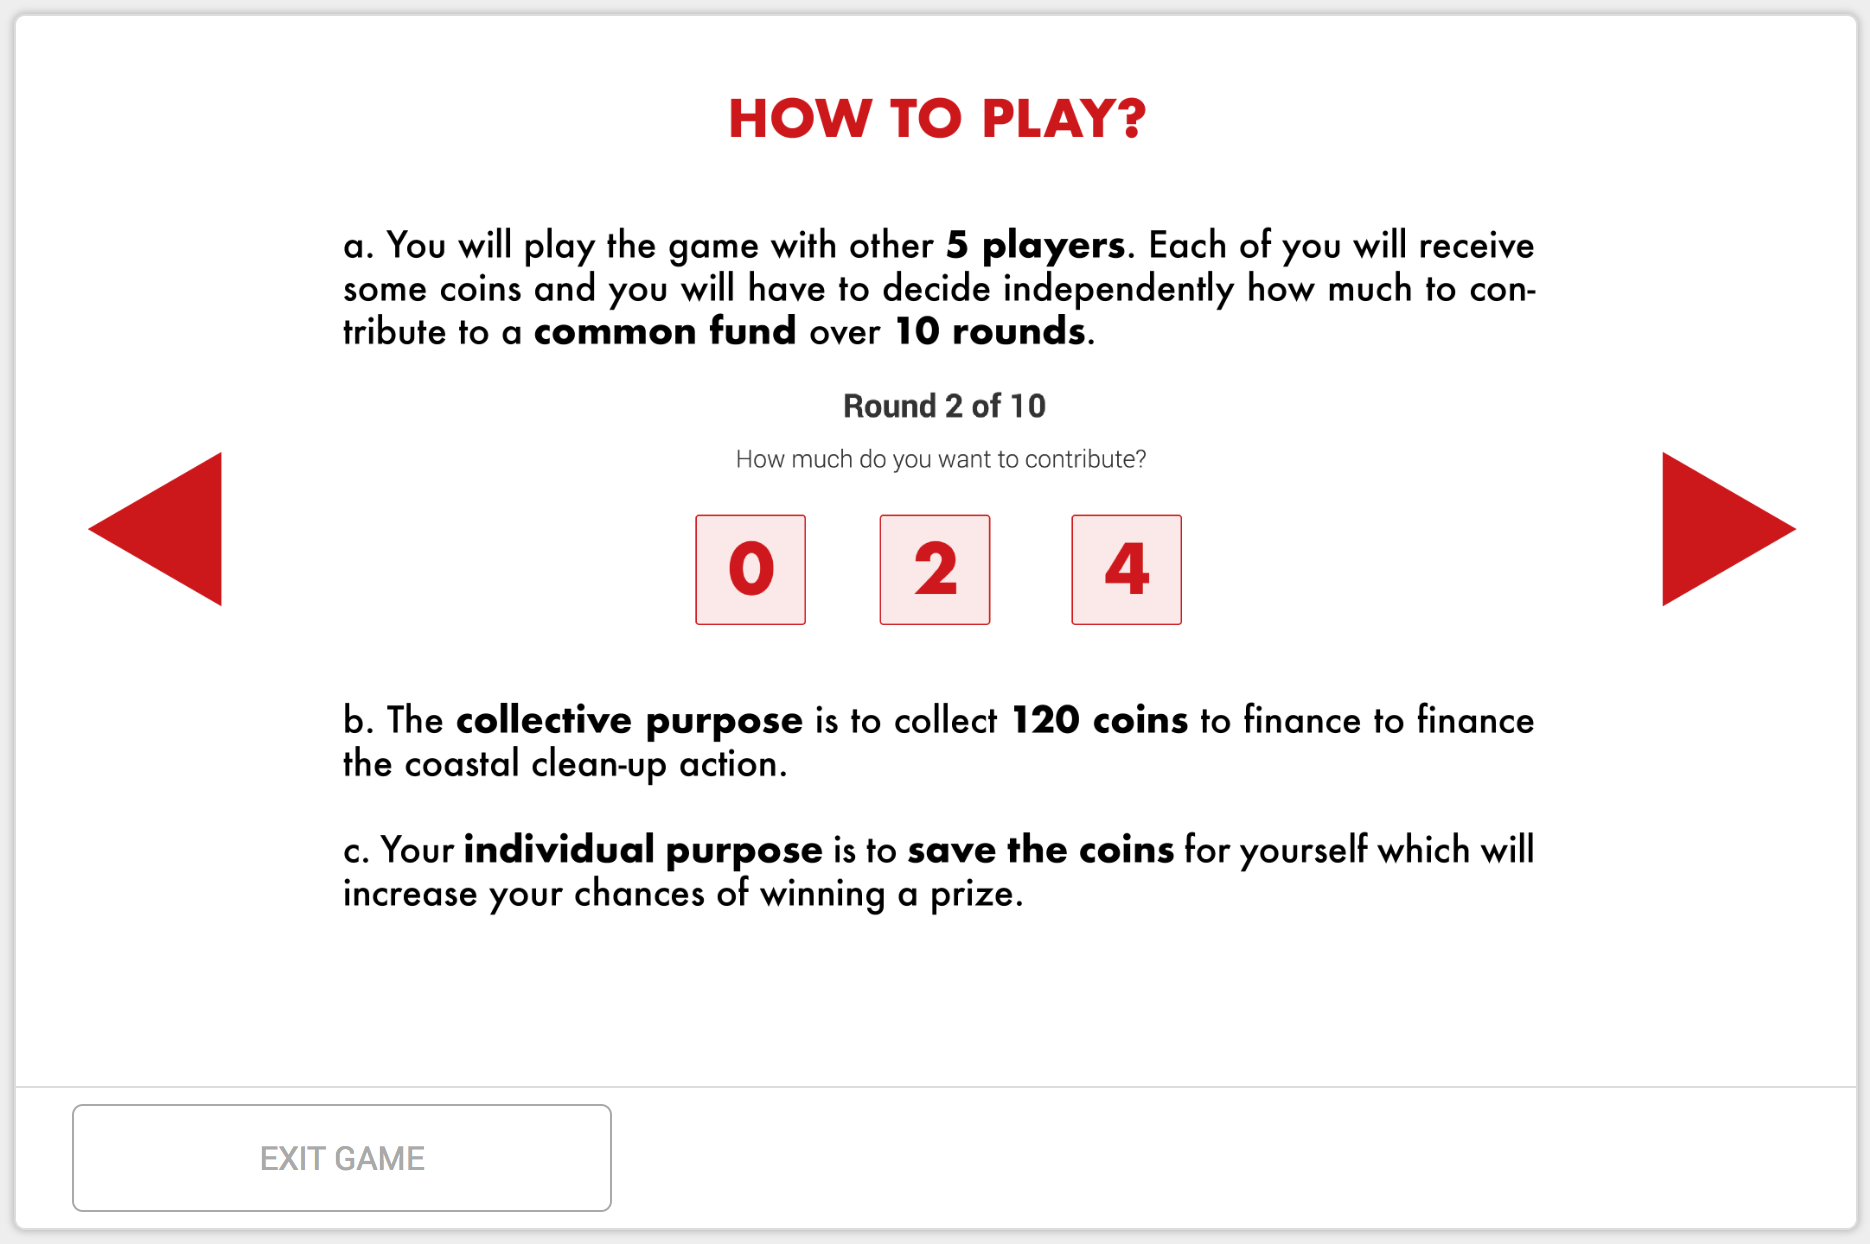 HOW TO PLAY?
a. You will play the game with other 5 players. Each of you will receive
some coins and you will have to decide independently how much to con-
tribute to a common fund over 10 rounds.
Round 2 of 10
How much do you want to contribute?
0 2 4
b. The collective purpose is to collect 120 coins to finance to finance
the coastal clean-up action.
c. Your individual purpose is to save the coins for yourself which will
increase your chances of winning a prize.
EXIT GAME